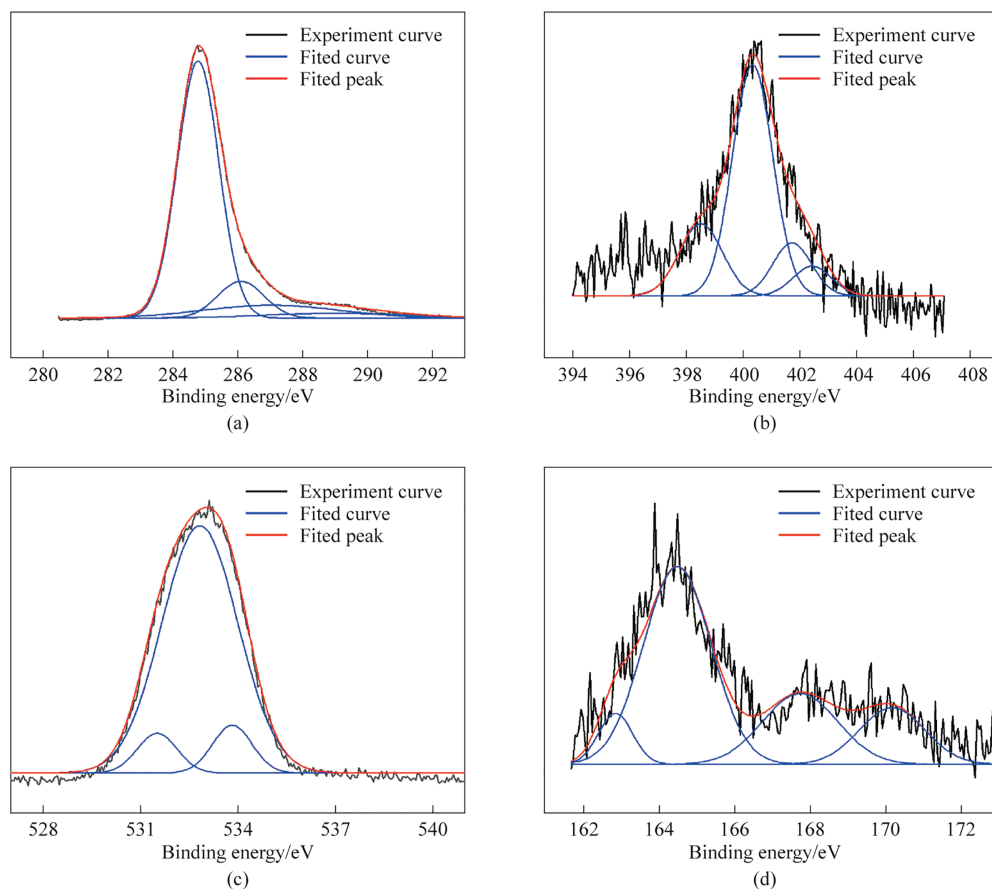 Experiment curve
Fited curve
Fited peak
280 282 284 286 288 290 292
Binding energy/eV
(a)
Experiment curve
Fited curve
Fited peak
394 396 398 400 402 404 406 408
Binding energy/eV
(b)
Experiment curve
Fited curve
Fited peak
528 531 534 537 540
Binding energy/eV
(c)
Experiment curve
Fited curve
Fited peak
162 164 166 168 170 172
Binding energy/eV
(d)